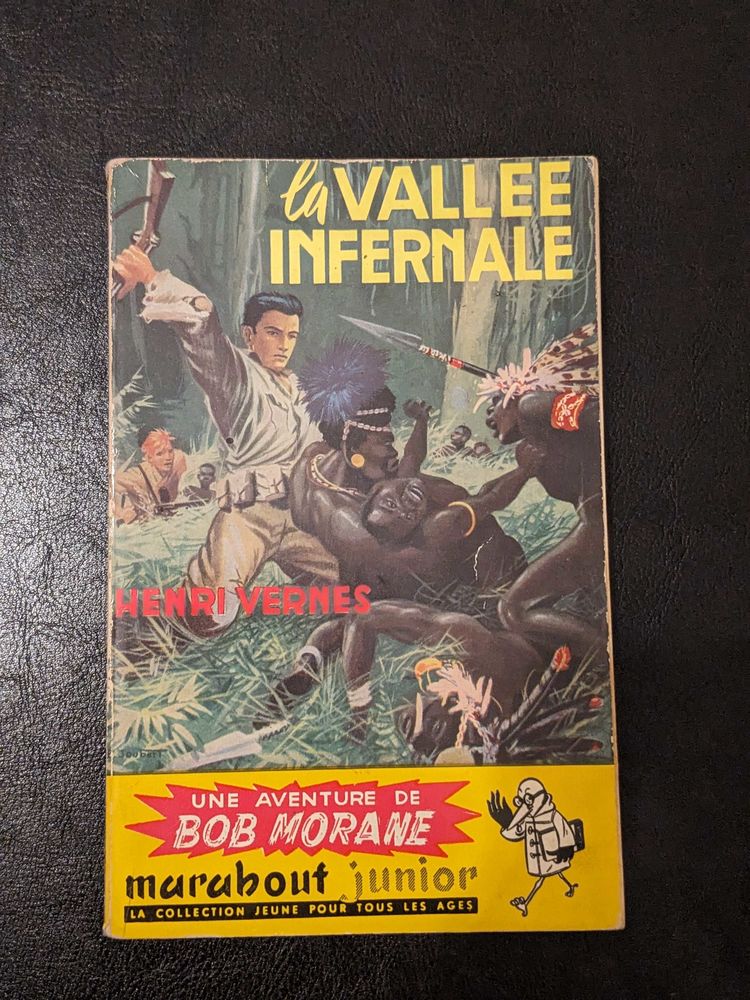 la VALLEE
INFERNALE
HENRI VERNES
Joubert
UNE AVENTURE DE
BOB MORANE
marabout junior
LA COLLECTION JEUNE POUR TOUS LES AGES